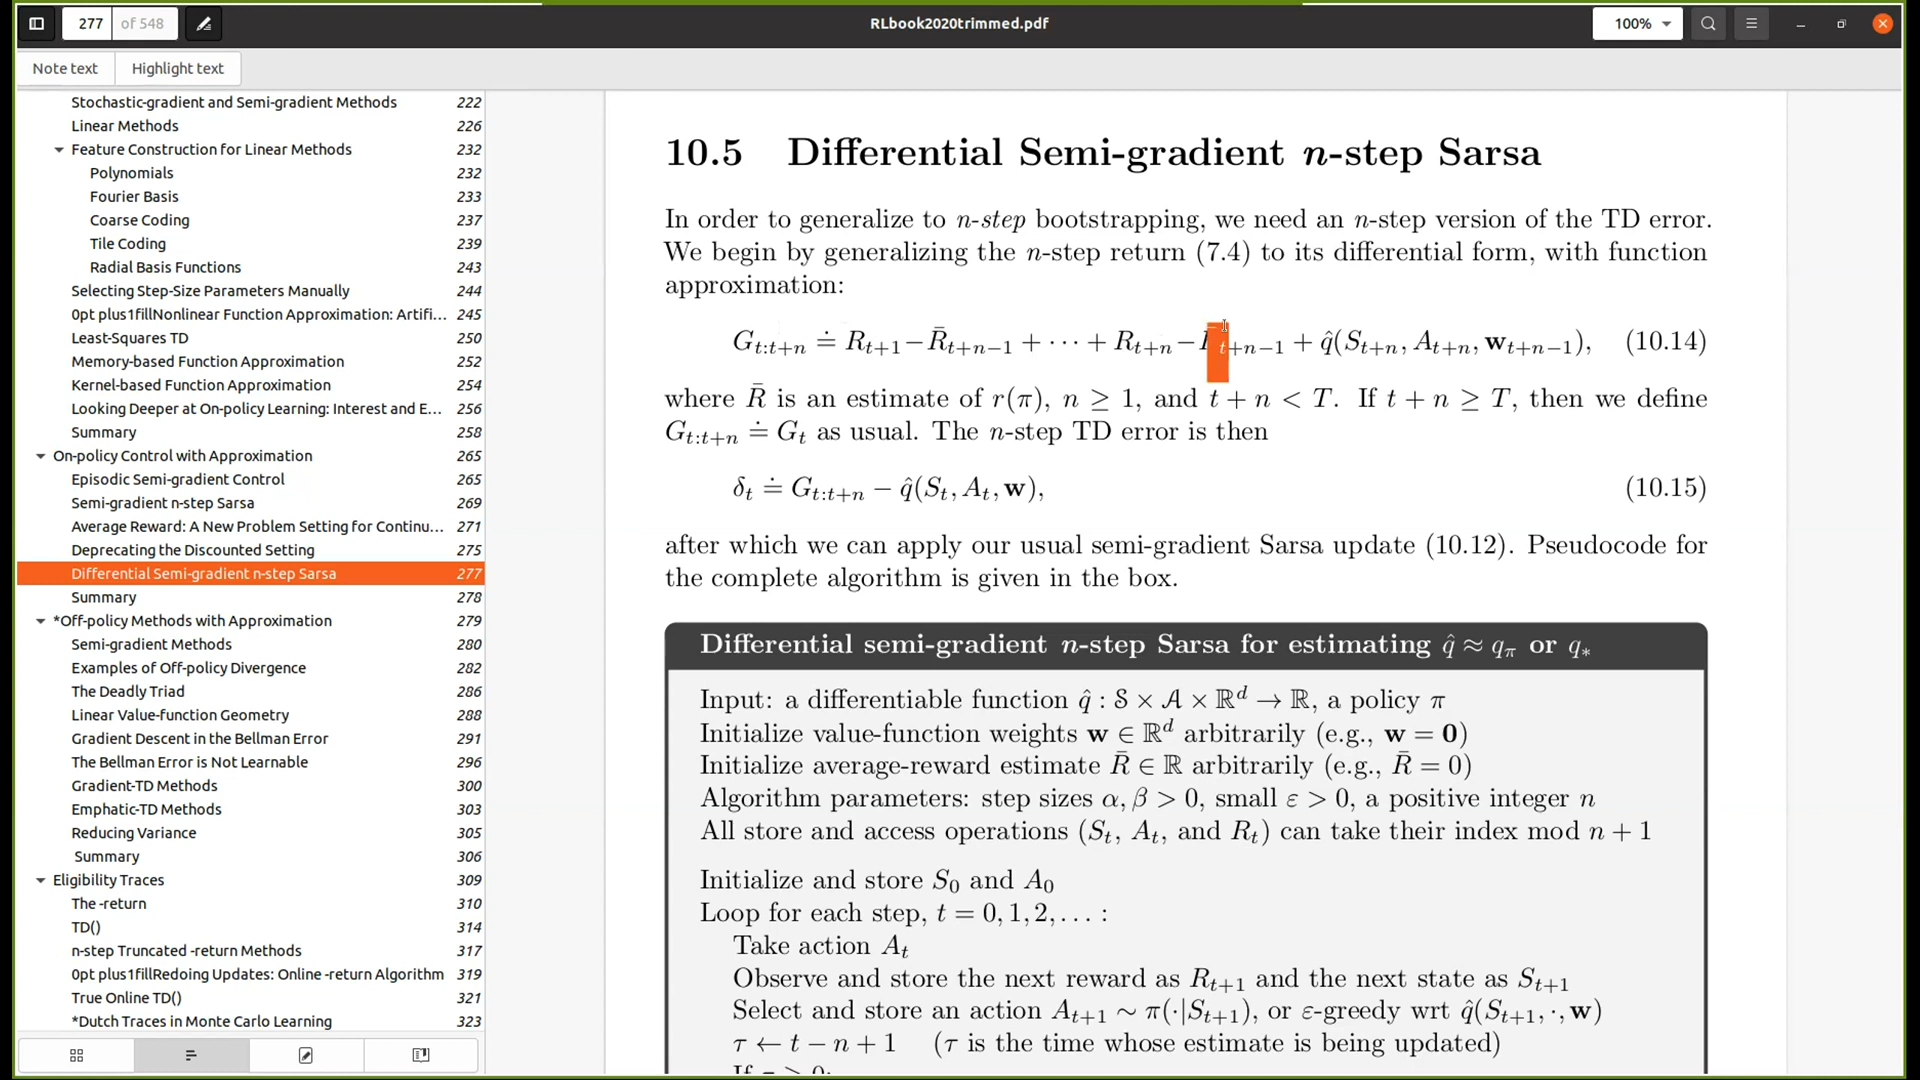 277 of 548
RLbook2020trimmed.pdf
100%
Note text
Highlight text
Stochastic-gradient and Semi-gradient Methods 222
Linear Methods 226
Feature Construction for Linear Methods 232
Polynomials 232
Fourier Basis 233
Coarse Coding 237
Tile Coding 239
Radial Basis Functions 243
Selecting Step-Size Parameters Manually 244
0pt plus1fillNonlinear Function Approximation: Artifi... 245
Least-Squares TD 250
Memory-based Function Approximation 252
Kernel-based Function Approximation 254
Looking Deeper at On-policy Learning: Interest and E... 256
Summary 258
On-policy Control with Approximation 265
Episodic Semi-gradient Control 265
Semi-gradient n-step Sarsa 269
Average Reward: A New Problem Setting for Continu... 271
Deprecating the Discounted Setting 275
Differential Semi-gradient n-step Sarsa 277
Summary 278
*Off-policy Methods with Approximation 279
Semi-gradient Methods 280
Examples of Off-policy Divergence 282
The Deadly Triad 286
Linear Value-function Geometry 288
Gradient Descent in the Bellman Error 291
The Bellman Error is Not Learnable 296
Gradient-TD Methods 300
Emphatic-TD Methods 303
Reducing Variance 305
Summary 306
Eligibility Traces 309
The -return 310
TD() 314
n-step Truncated -return Methods 317
0pt plus1fillRedoing Updates: Online -return Algorithm 319
True Online TD() 321
*Dutch Traces in Monte Carlo Learning 323
10.5 Differential Semi-gradient n-step Sarsa
In order to generalize to n-step bootstrapping, we need an n-step version of the TD error.
We begin by generalizing the n-step return (7.4) to its differential form, with function
approximation:
G_{t:t+n} ≐ R_{t+1} − R̄_{t+n−1} + ··· + R_{t+n} − R̄_{t+n−1} + q̂(S_{t+n}, A_{t+n}, w_{t+n−1}), (10.14)
where R̄ is an estimate of r(π), n ≥ 1, and t + n < T. If t + n ≥ T, then we define
G_{t:t+n} ≐ G_t as usual. The n-step TD error is then
δ_t ≐ G_{t:t+n} − q̂(S_t, A_t, w), (10.15)
after which we can apply our usual semi-gradient Sarsa update (10.12). Pseudocode for
the complete algorithm is given in the box.
Differential semi-gradient n-step Sarsa for estimating q̂ ≈ q_π or q_*
Input: a differentiable function q̂ : S × A × ℝ^d → ℝ, a policy π
Initialize value-function weights w ∈ ℝ^d arbitrarily (e.g., w = 0)
Initialize average-reward estimate R̄ ∈ ℝ arbitrarily (e.g., R̄ = 0)
Algorithm parameters: step sizes α, β > 0, small ε > 0, a positive integer n
All store and access operations (S_t, A_t, and R_t) can take their index mod n + 1
Initialize and store S_0 and A_0
Loop for each step, t = 0, 1, 2, . . . :
Take action A_t
Observe and store the next reward as R_{t+1} and the next state as S_{t+1}
Select and store an action A_{t+1} ∼ π(·|S_{t+1}), or ε-greedy wrt q̂(S_{t+1}, ·, w)
τ ← t − n + 1 (τ is the time whose estimate is being updated)